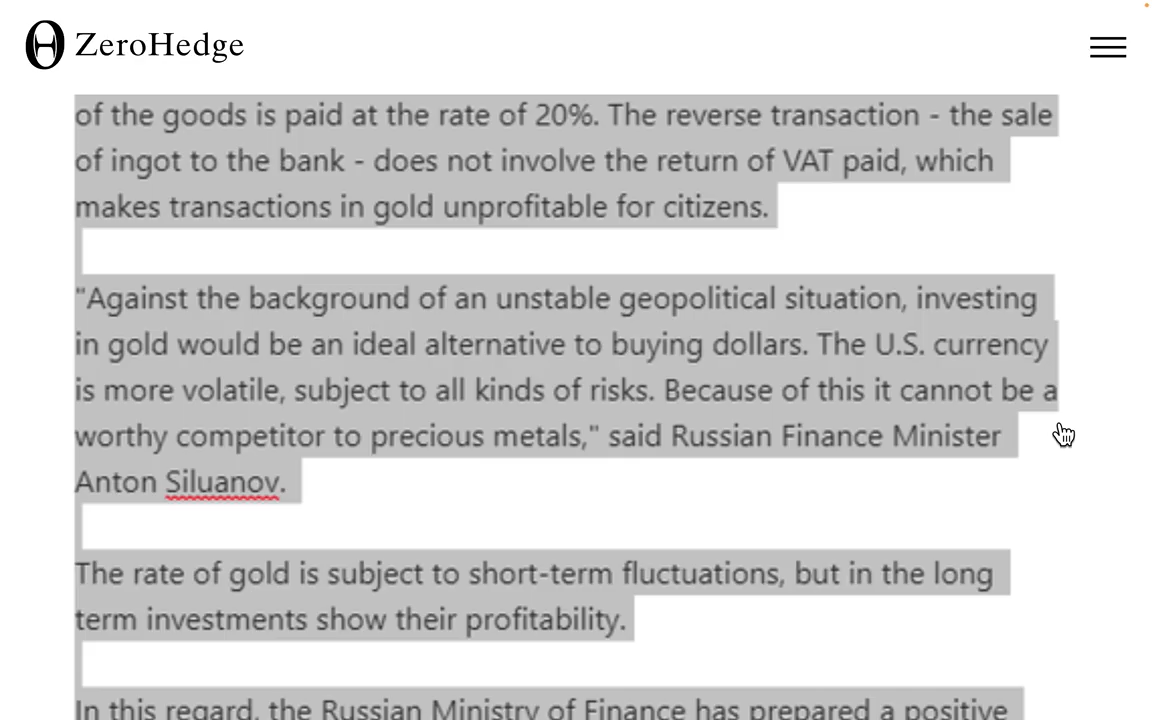 ZeroHedge
of the goods is paid at the rate of 20%. The reverse transaction - the sale
of ingot to the bank - does not involve the return of VAT paid, which
makes transactions in gold unprofitable for citizens.
"Against the background of an unstable geopolitical situation, investing
in gold would be an ideal alternative to buying dollars. The U.S. currency
is more volatile, subject to all kinds of risks. Because of this it cannot be a
worthy competitor to precious metals," said Russian Finance Minister
Anton Siluanov.
The rate of gold is subject to short-term fluctuations, but in the long
term investments show their profitability.
In this regard, the Russian Ministry of Finance has prepared a positive